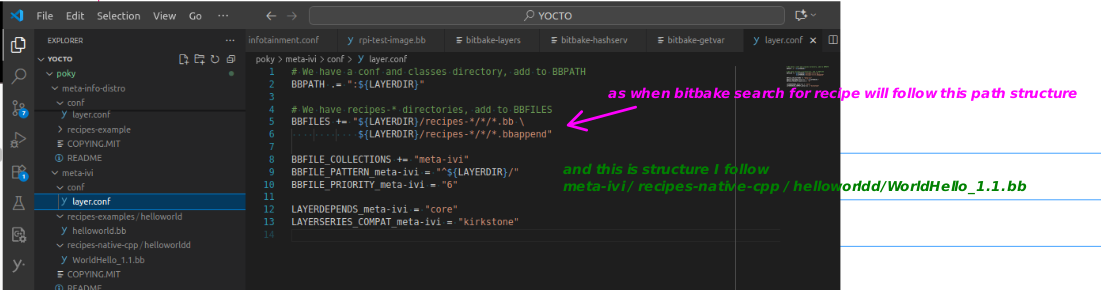 File Edit Selection View Go ··· YOCTO
EXPLORER ···
infotainment.conf rpi-test-image.bb bitbake-layers bitbake-hashserv bitbake-getvar layer.conf
YOCTO
poky > meta-ivi > conf > layer.conf
poky
meta-info-distro
conf
layer.conf
recipes-example
COPYING.MIT
README
meta-ivi
conf
layer.conf
recipes-examples / helloworld
helloworld.bb
recipes-native-cpp / helloworldd
WorldHello_1.1.bb
COPYING.MIT
README
7
1
1 # We have a conf and classes directory, add to BBPATH
2 BBPATH .= ":${LAYERDIR}"
3
4 # We have recipes-* directories, add to BBFILES
5 BBFILES += "${LAYERDIR}/recipes-*/*/*.bb \
6 ${LAYERDIR}/recipes-*/*/*.bbappend"
7
8 BBFILE_COLLECTIONS += "meta-ivi"
9 BBFILE_PATTERN_meta-ivi = "^${LAYERDIR}/"
10 BBFILE_PRIORITY_meta-ivi = "6"
11
12 LAYERDEPENDS_meta-ivi = "core"
13 LAYERSERIES_COMPAT_meta-ivi = "kirkstone"
14
as when bitbake search for recipe will follow this path structure
and this is structure I follow
meta-ivi / recipes-native-cpp / helloworldd/WorldHello_1.1.bb